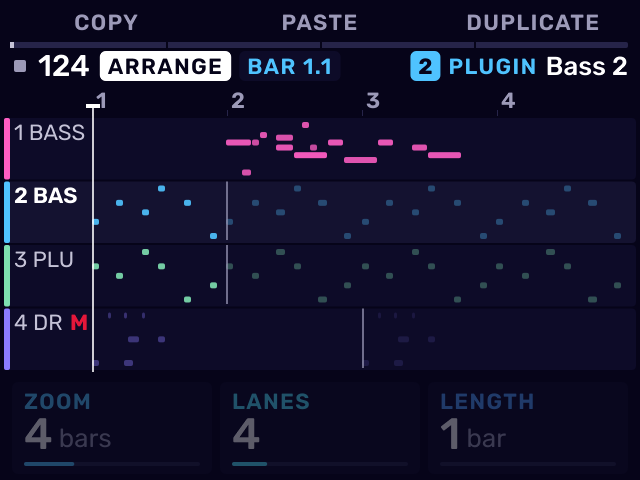 COPY PASTE DUPLICATE
124 ARRANGE BAR 1.1 2 PLUGIN Bass 2
1 2 3 4
1 BASS
2 BAS
3 PLU
4 DR M
ZOOM LANES LENGTH
4 bars 4 1 bar